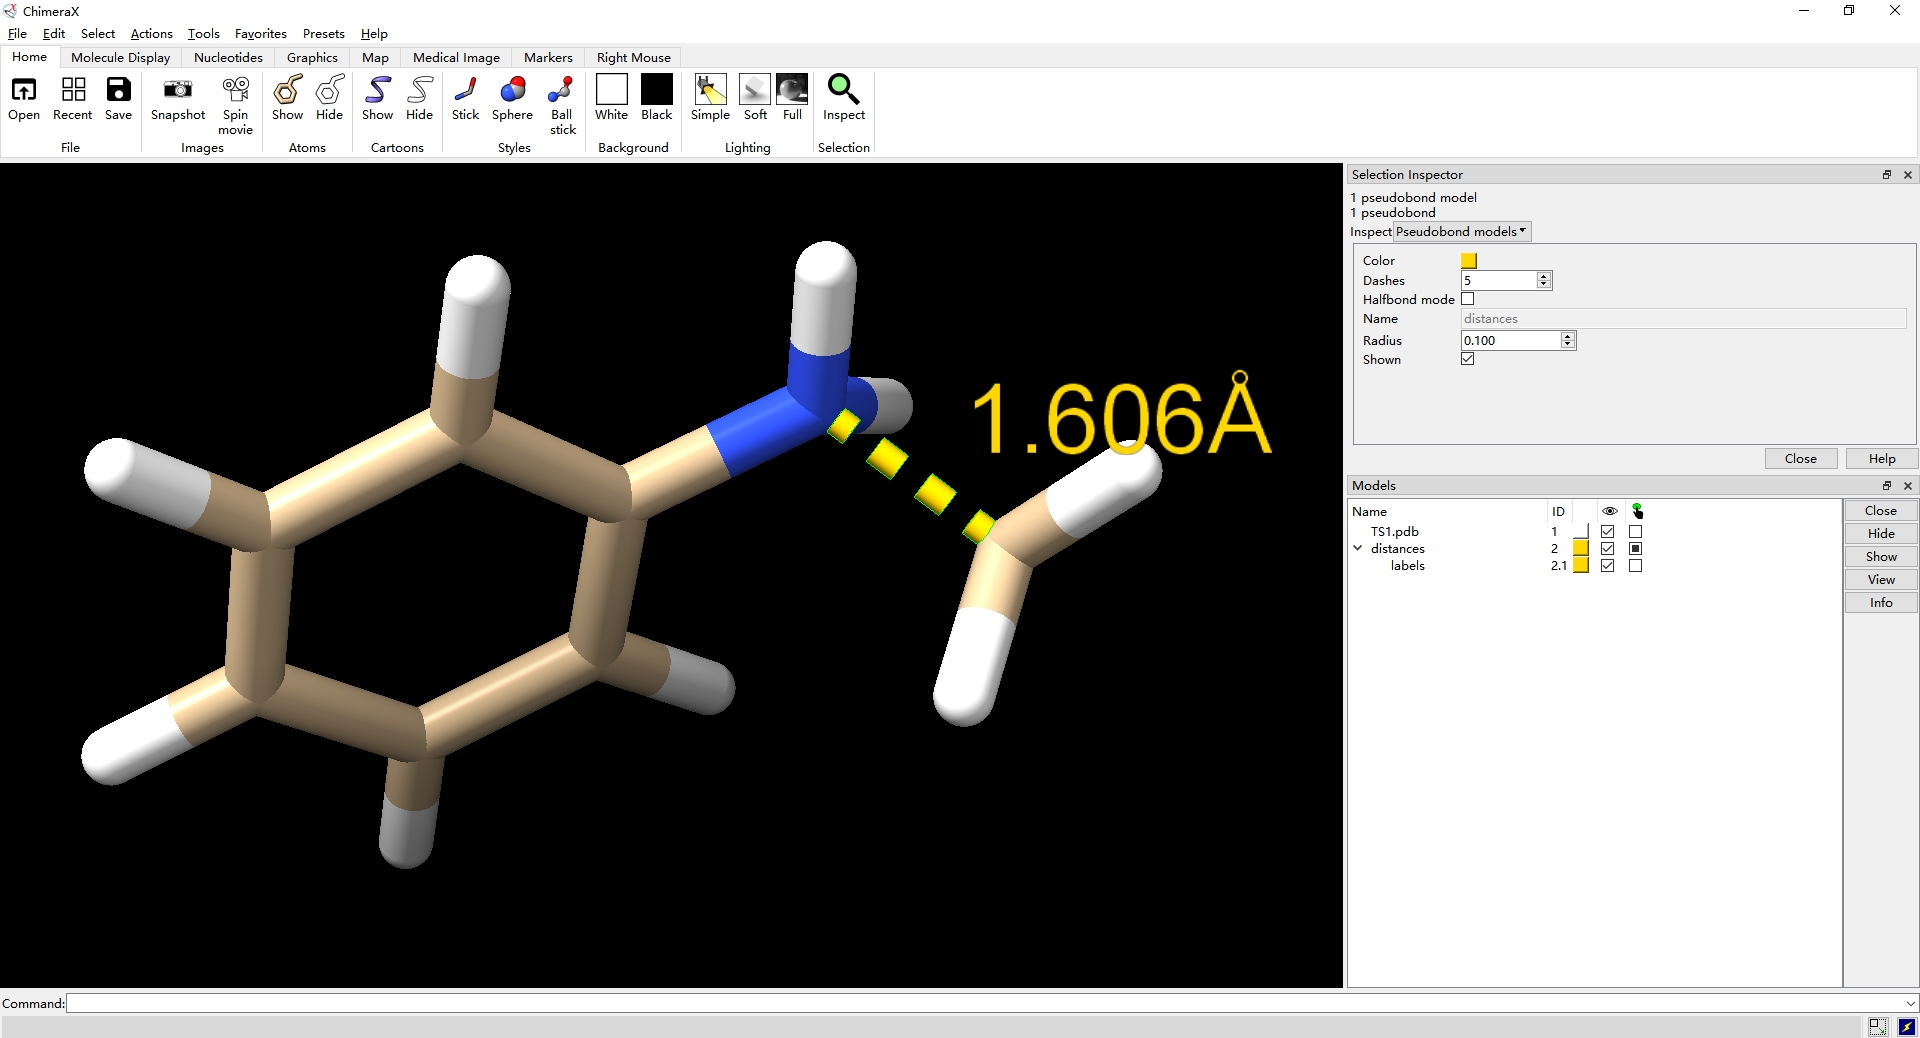 ChimeraX
File Edit Select Actions Tools Favorites Presets Help
Home Molecule Display Nucleotides Graphics Map Medical Image Markers Right Mouse
Open Recent Save Snapshot Spin movie Show Hide Show Hide Stick Sphere Ball stick White Black Simple Soft Full Inspect
File Images Atoms Cartoons Styles Background Lighting Selection
1.606Å
Selection Inspector
1 pseudobond model
1 pseudobond
Inspect Pseudobond models
Color
Dashes 5
Halfbond mode
Name distances
Radius 0.100
Shown
Close Help
Models
Name ID
TS1.pdb 1
distances 2
labels 2.1
Close
Hide
Show
View
Info
Command: